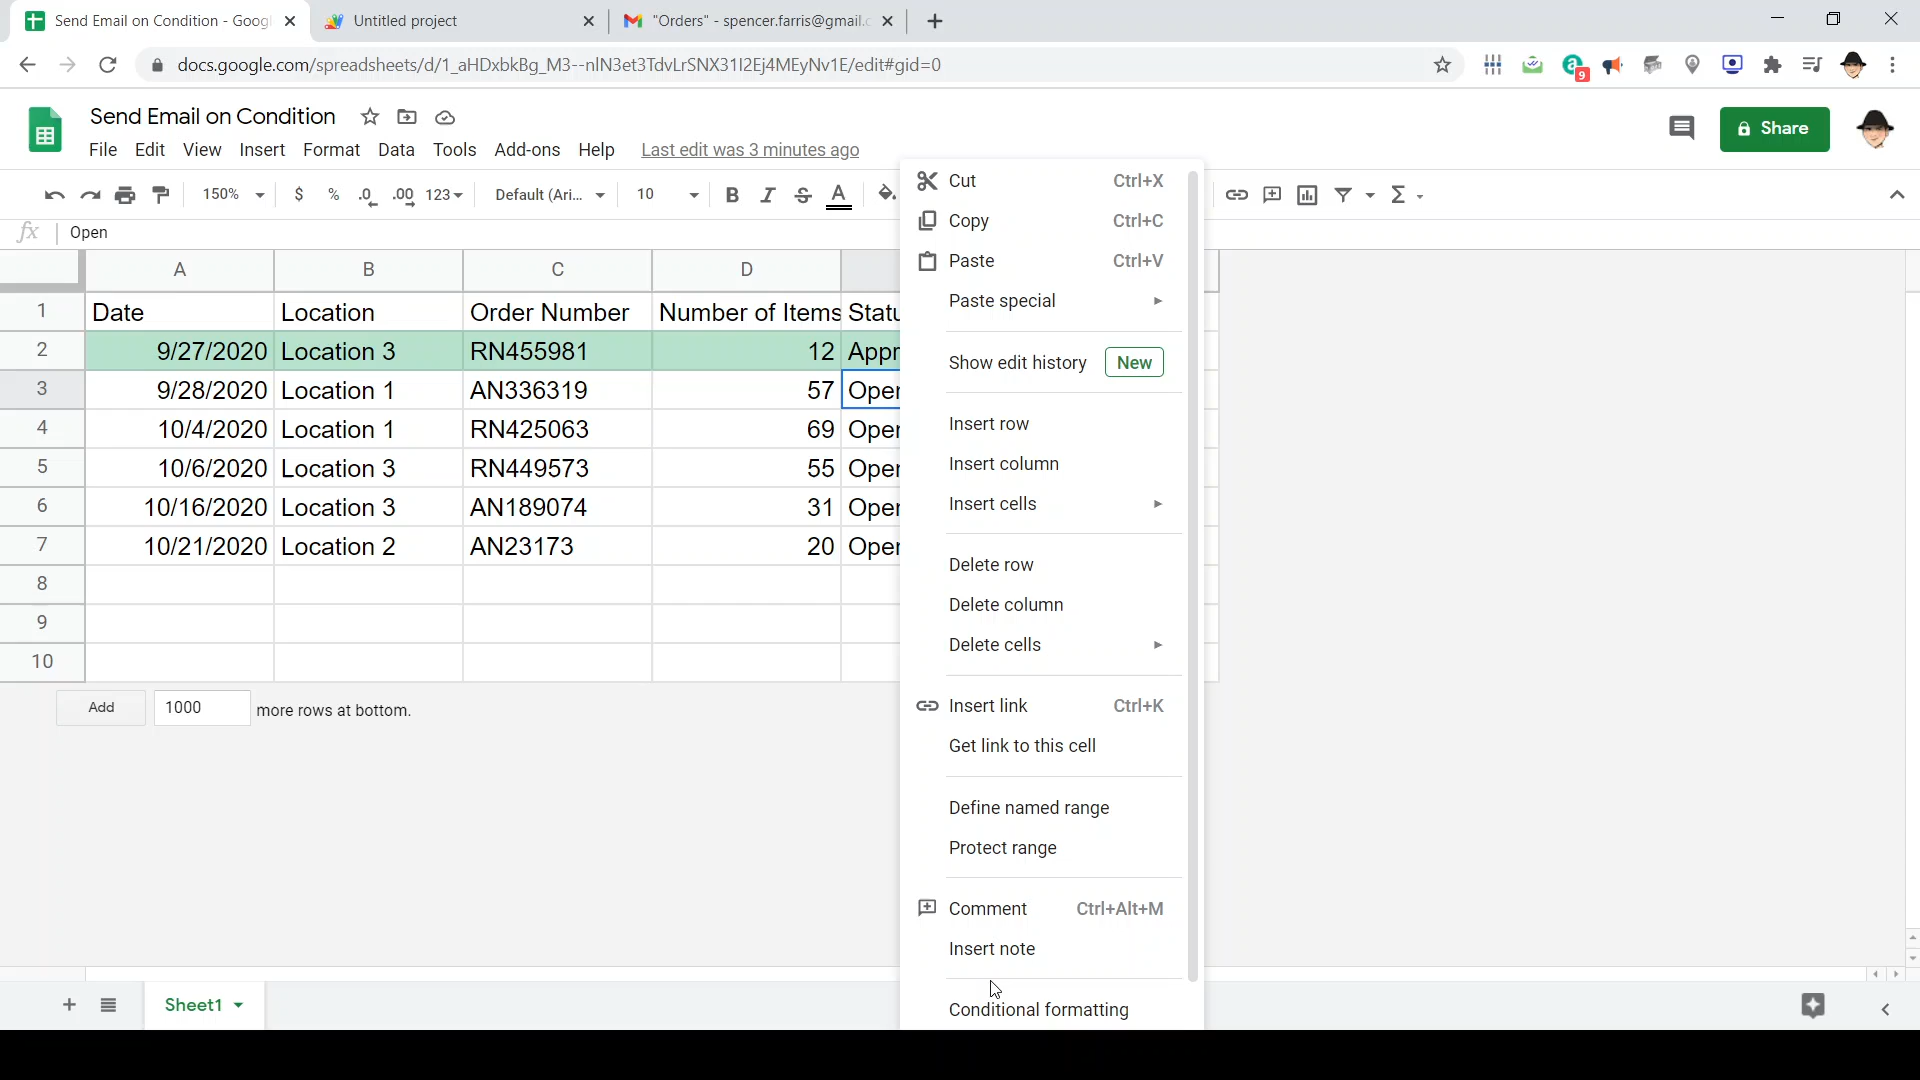 Send Email on Condition - Goog
Untitled project
"Orders" - spencer.farris@gmail.c
docs.google.com/spreadsheets/d/1_aHDxbkBg_M3--nlN3et3TdvLrSNX31I2Ej4MEyNv1E/edit#gid=0
9
Send Email on Condition
Share
File Edit View Insert Format Data Tools Add-ons Help Last edit was 3 minutes ago
150% $ % .0 .00 123 Default (Ari... 10 B I S A Σ
fx Open
A B C D
1 Date Location Order Number Number of Items Statu
2 9/27/2020 Location 3 RN455981 12 Appr
3 9/28/2020 Location 1 AN336319 57 Open
4 10/4/2020 Location 1 RN425063 69 Open
5 10/6/2020 Location 3 RN449573 55 Open
6 10/16/2020 Location 3 AN189074 31 Open
7 10/21/2020 Location 2 AN23173 20 Open
8
9
10
Add 1000 more rows at bottom.
Cut Ctrl+X
Copy Ctrl+C
Paste Ctrl+V
Paste special
Show edit history New
Insert row
Insert column
Insert cells
Delete row
Delete column
Delete cells
Insert link Ctrl+K
Get link to this cell
Define named range
Protect range
Comment Ctrl+Alt+M
Insert note
Conditional formatting
Sheet1